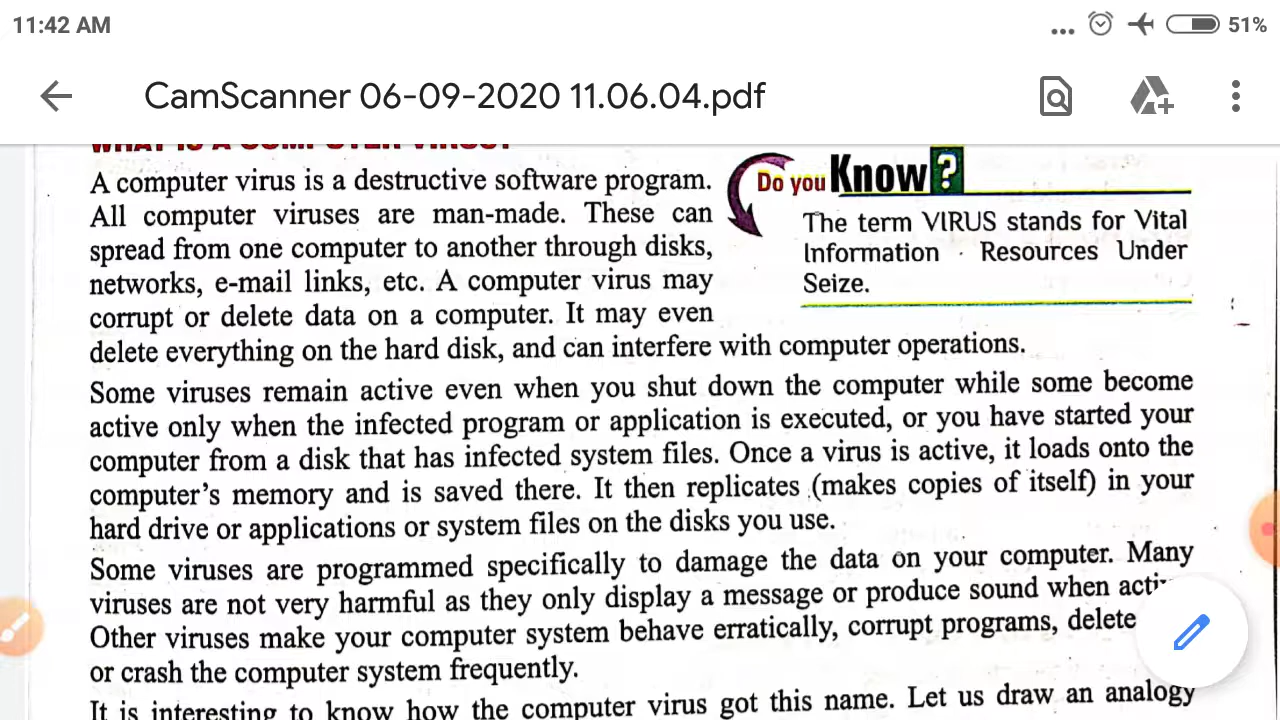 11:42 AM
51%
CamScanner 06-09-2020 11.06.04.pdf
WHAT IS A COMPUTER VIRUS?
A computer virus is a destructive software program.
All computer viruses are man-made. These can
spread from one computer to another through disks,
networks, e-mail links, etc. A computer virus may
corrupt or delete data on a computer. It may even
delete everything on the hard disk, and can interfere with computer operations.
Do you Know ?
The term VIRUS stands for Vital
Information Resources Under
Seize.
Some viruses remain active even when you shut down the computer while some become
active only when the infected program or application is executed, or you have started your
computer from a disk that has infected system files. Once a virus is active, it loads onto the
computer's memory and is saved there. It then replicates (makes copies of itself) in your
hard drive or applications or system files on the disks you use.
Some viruses are programmed specifically to damage the data on your computer. Many
viruses are not very harmful as they only display a message or produce sound when
Other viruses make your computer system behave erratically, corrupt programs, delete
or crash the computer system frequently.
It is interesting to know how the computer virus got this name. Let us draw an analogy